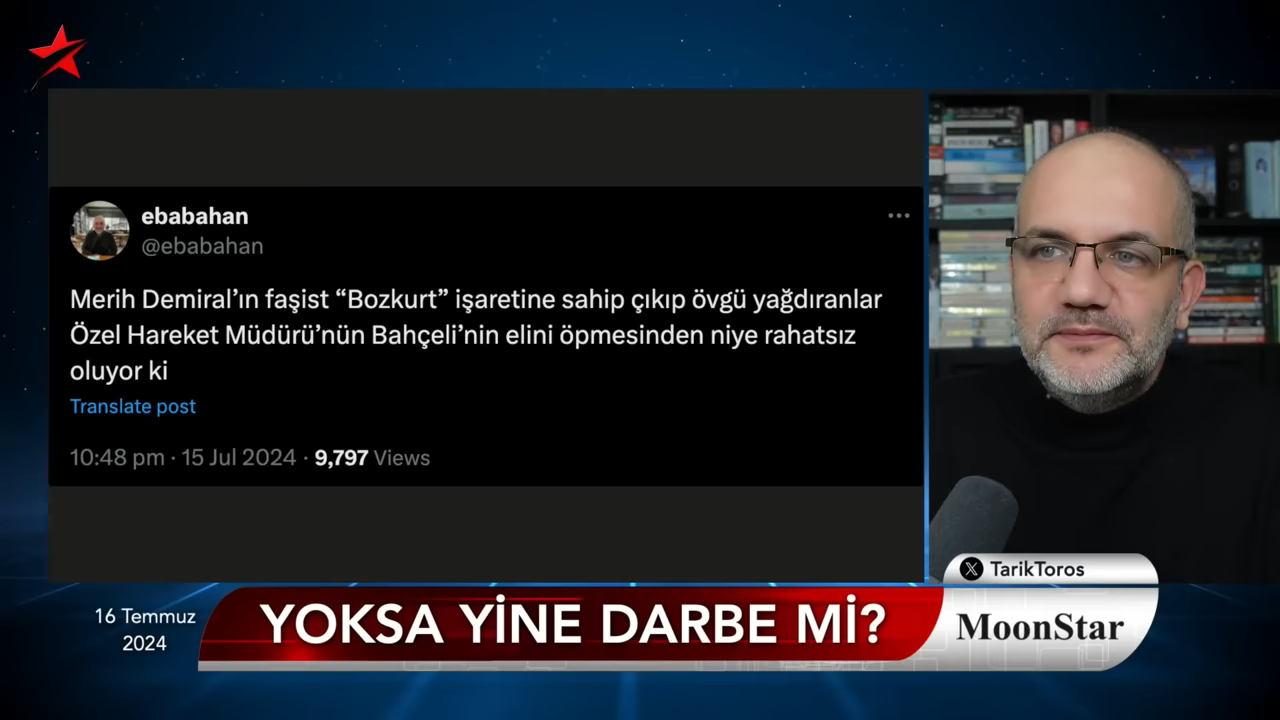 ebabahan
@ebabahan
Merih Demiral’ın faşist “Bozkurt” işaretine sahip çıkıp övgü yağdıranlar
Özel Hareket Müdürü’nün Bahçeli’nin elini öpmesinden niye rahatsız
oluyor ki
Translate post
10:48 pm · 15 Jul 2024 · 9,797 Views
TarikToros
16 Temmuz
2024
YOKSA YİNE DARBE Mİ?
MoonStar